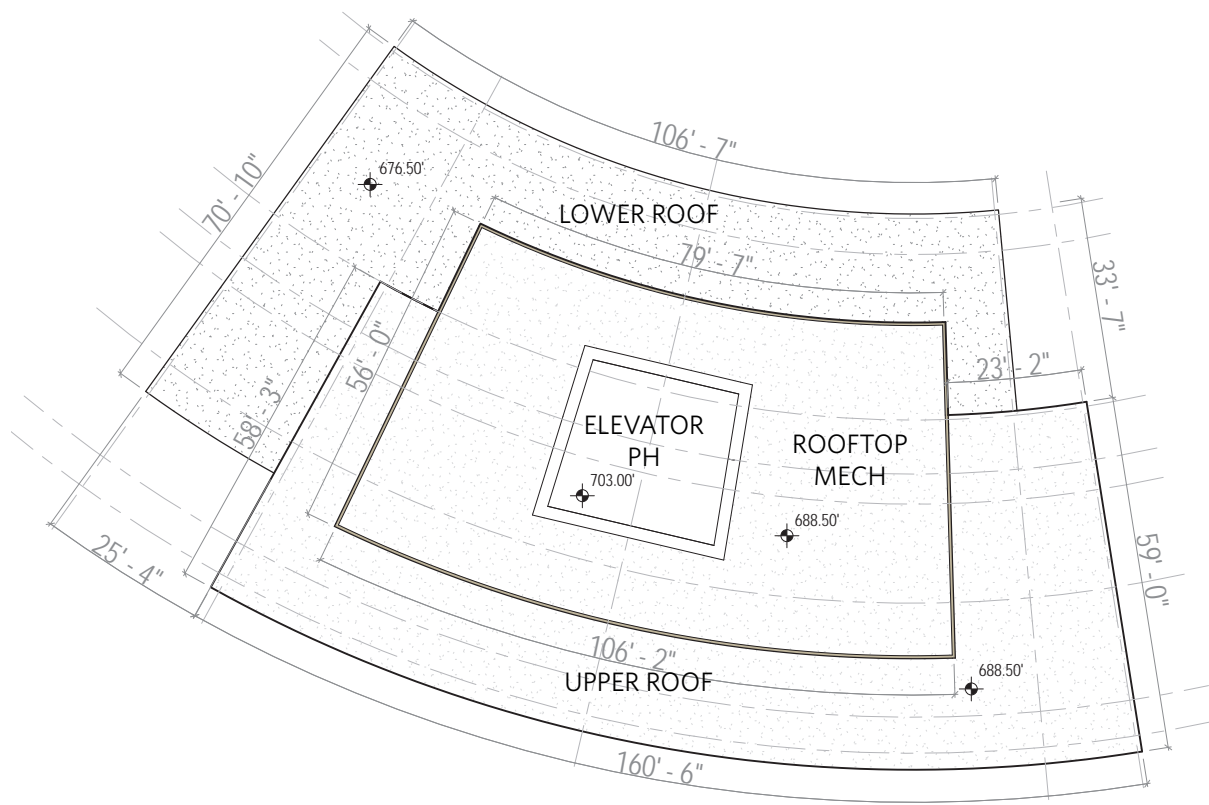 106' - 7"
70' - 10"
676.50'
LOWER ROOF
79' - 7"
33' - 7"
23' - 2"
56' - 0"
58' - 3"
ELEVATOR
PH
703.00'
ROOFTOP
MECH
688.50'
25' - 4"
59' - 0"
106' - 2"
UPPER ROOF
688.50'
160' - 6"